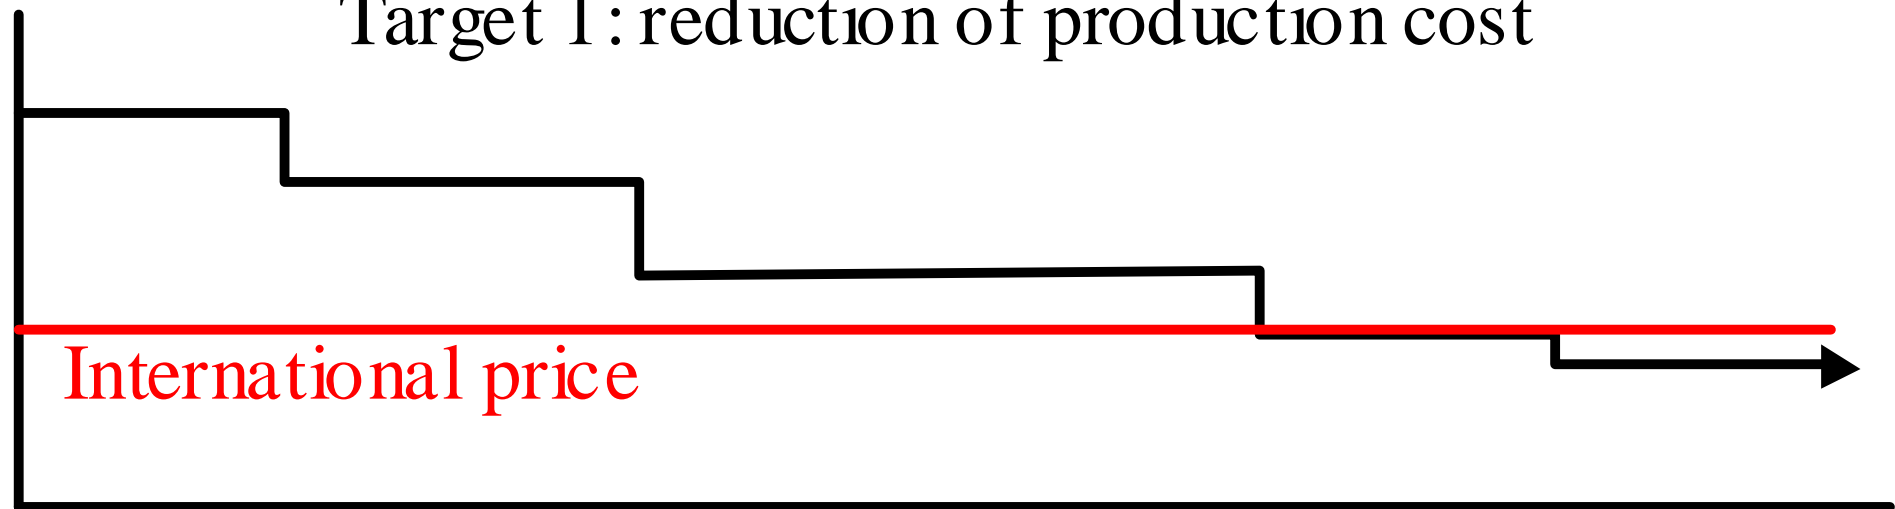 Target 1: reduction of production cost
International price